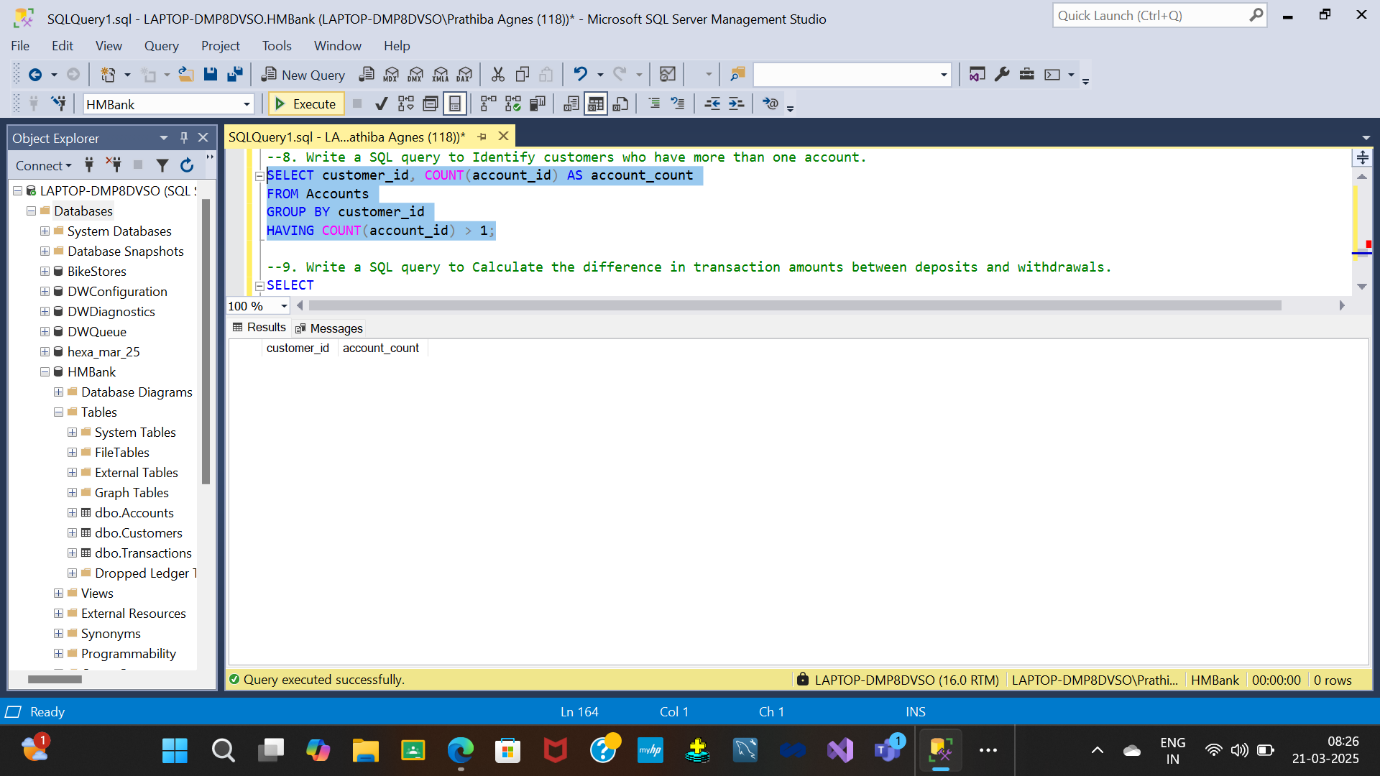 SQLQuery1.sql - LAPTOP-DMP8DVSO.HMBank (LAPTOP-DMP8DVSO\Prathiba Agnes (118))* - Microsoft SQL Server Management Studio
Quick Launch (Ctrl+Q)
File Edit View Query Project Tools Window Help
New Query MDX DMX XMLA DAX
HMBank Execute
Object Explorer
SQLQuery1.sql - LA...athiba Agnes (118))*
Connect
LAPTOP-DMP8DVSO (SQL
Databases
System Databases
Database Snapshots
BikeStores
DWConfiguration
DWDiagnostics
DWQueue
hexa_mar_25
HMBank
Database Diagrams
Tables
System Tables
FileTables
External Tables
Graph Tables
dbo.Accounts
dbo.Customers
dbo.Transactions
Dropped Ledger T
Views
External Resources
Synonyms
Programmability
--8. Write a SQL query to Identify customers who have more than one account.
SELECT customer_id, COUNT(account_id) AS account_count
FROM Accounts
GROUP BY customer_id
HAVING COUNT(account_id) > 1;
--9. Write a SQL query to Calculate the difference in transaction amounts between deposits and withdrawals.
SELECT
100 %
Results Messages
customer_id account_count
Query executed successfully. LAPTOP-DMP8DVSO (16.0 RTM) LAPTOP-DMP8DVSO\Prathi... HMBank 00:00:00 0 rows
Ready Ln 164 Col 1 Ch 1 INS
1
myhp
1
ENG
IN
08:26
21-03-2025